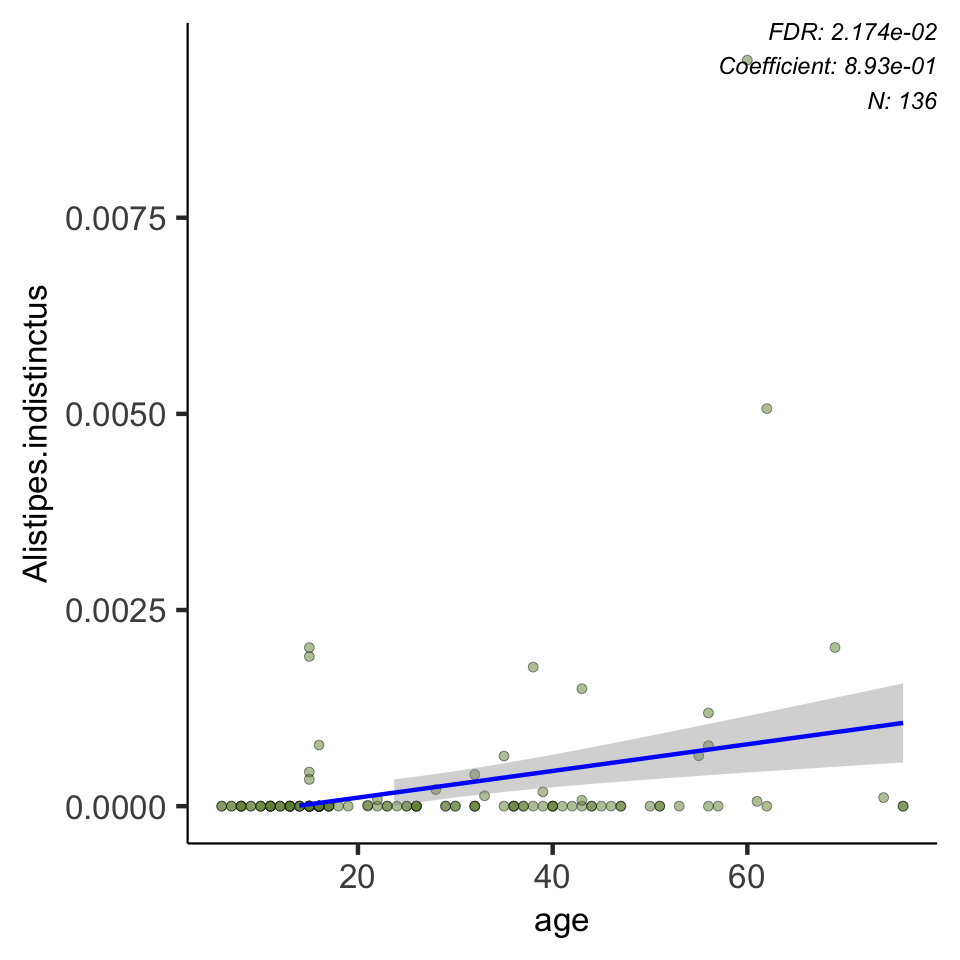 FDR: 2.174e-02
Coefficient: 8.93e-01
N: 136
Alistipes.indistinctus
0.0075
0.0050
0.0025
0.0000
20 40 60
age